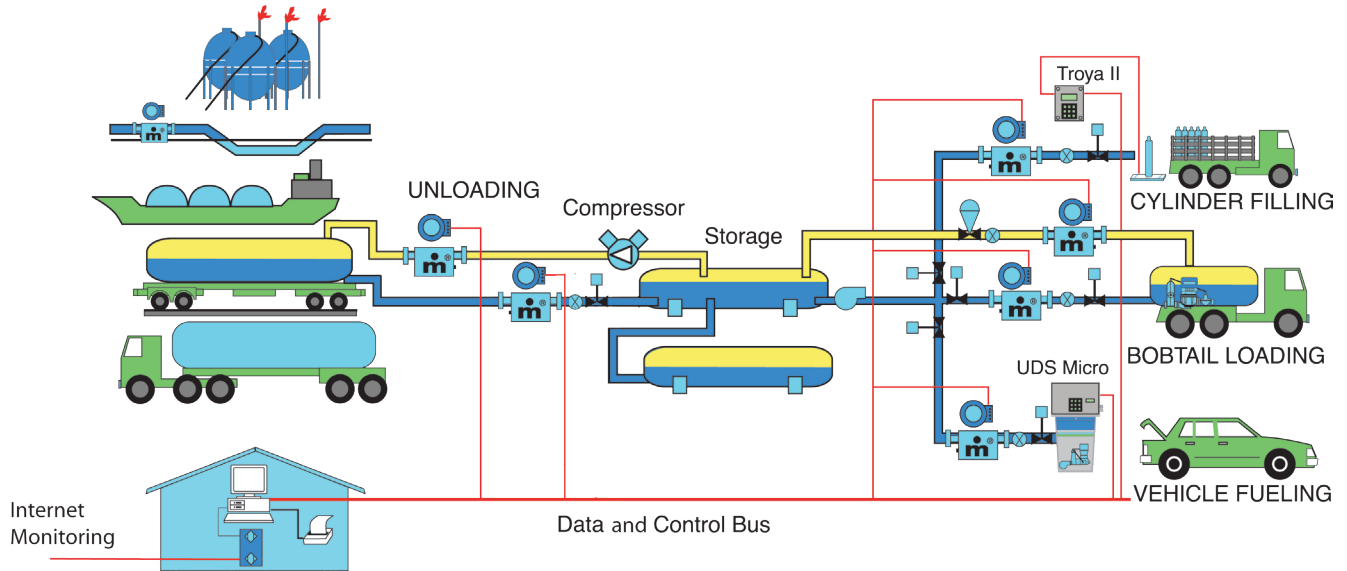 Troya II
CYLINDER FILLING
UNLOADING
Compressor
Storage
m®
m®
m®
m®
m®
m®
m®
BOBTAIL LOADING
UDS Micro
VEHICLE FUELING
Internet
Monitoring
Data and Control Bus